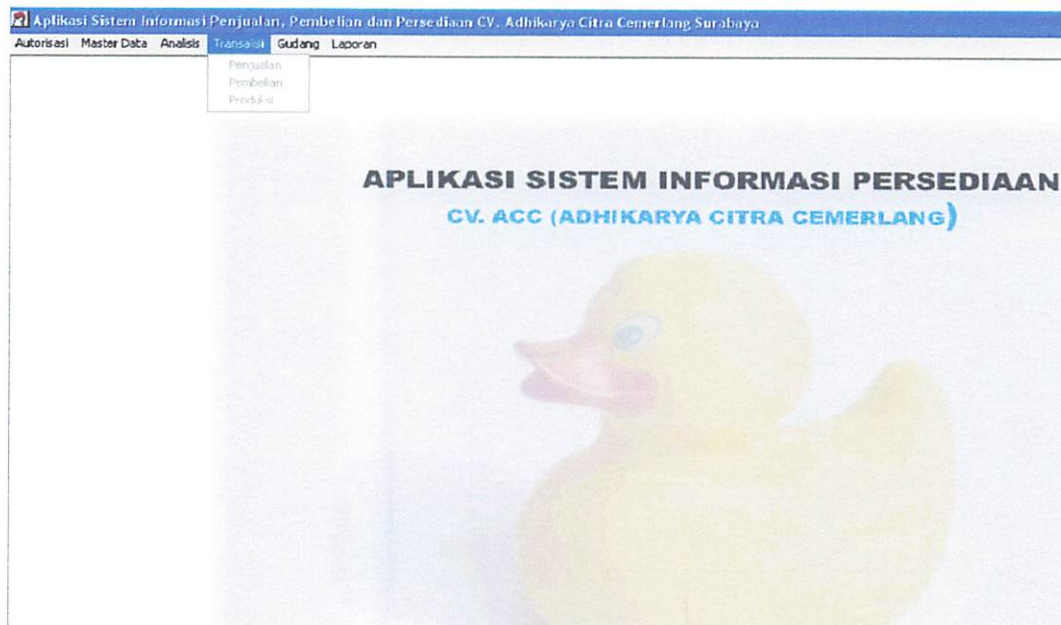 Aplikasi Sistem Informasi Penjualan, Pembelian dan Persediaan CV. Adhikarya Citra Cemerlang Surabaya
Autorisasi Master Data Analisis Transaksi Gudang Laporan
Penjualan
Pembelian
Produksi
APLIKASI SISTEM INFORMASI PERSEDIAAN
CV. ACC (ADHIKARYA CITRA CEMERLANG)